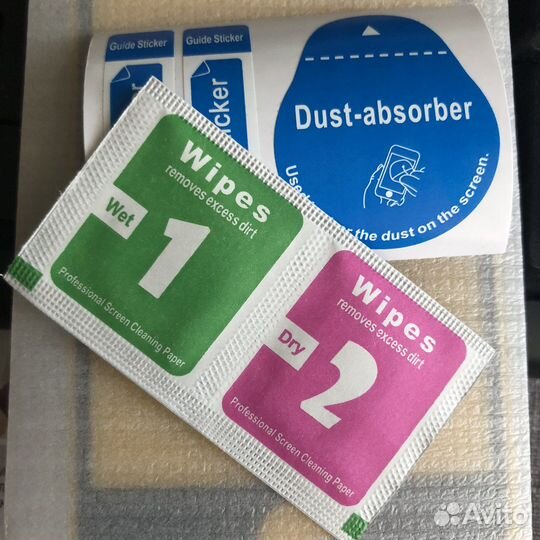 Guide Sticker
Guide Sticker
Dust-absorber
the dust on the screen.
Wipes
removes excess dirt
Wet
1
Professional Screen Cleaning Paper
Wipes
removes excess dirt
Dry
2
Professional Screen Cleaning Paper
Avito